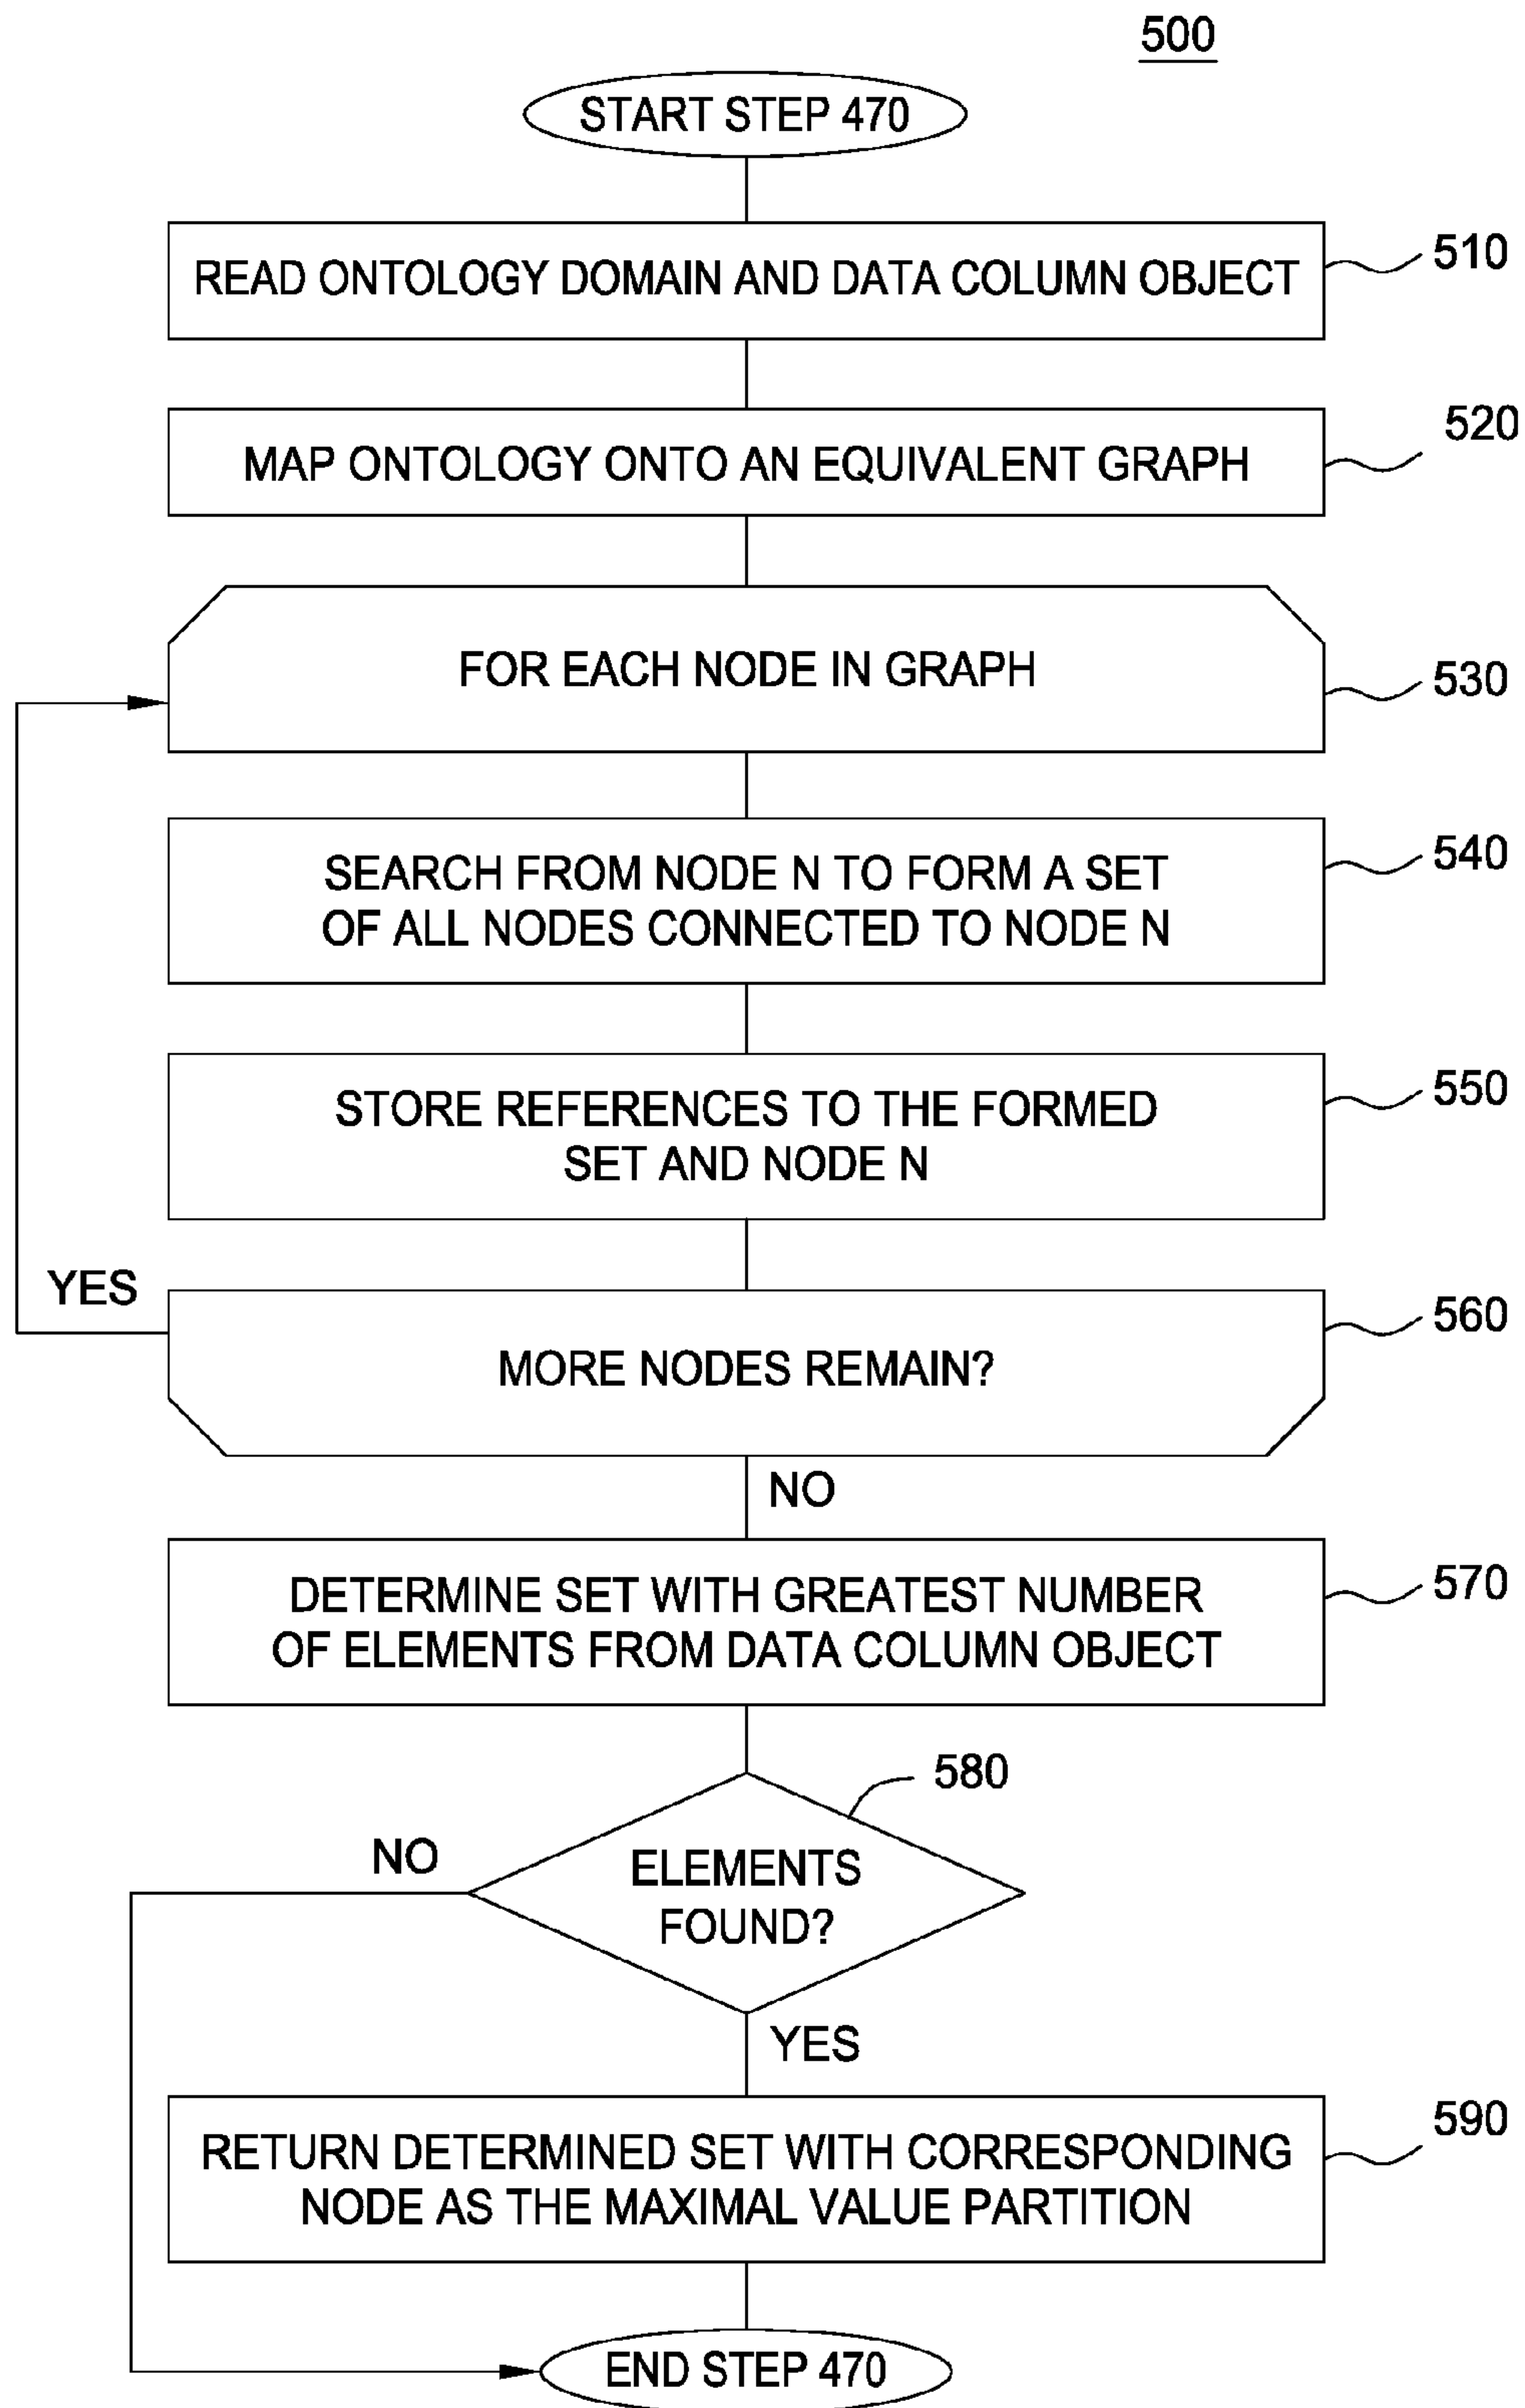 500
START STEP 470
READ ONTOLOGY DOMAIN AND DATA COLUMN OBJECT
510
MAP ONTOLOGY ONTO AN EQUIVALENT GRAPH
520
FOR EACH NODE IN GRAPH
530
SEARCH FROM NODE N TO FORM A SET
OF ALL NODES CONNECTED TO NODE N
540
STORE REFERENCES TO THE FORMED
SET AND NODE N
550
YES
MORE NODES REMAIN?
560
NO
DETERMINE SET WITH GREATEST NUMBER
OF ELEMENTS FROM DATA COLUMN OBJECT
570
580
NO
ELEMENTS
FOUND?
YES
RETURN DETERMINED SET WITH CORRESPONDING
NODE AS THE MAXIMAL VALUE PARTITION
590
END STEP 470